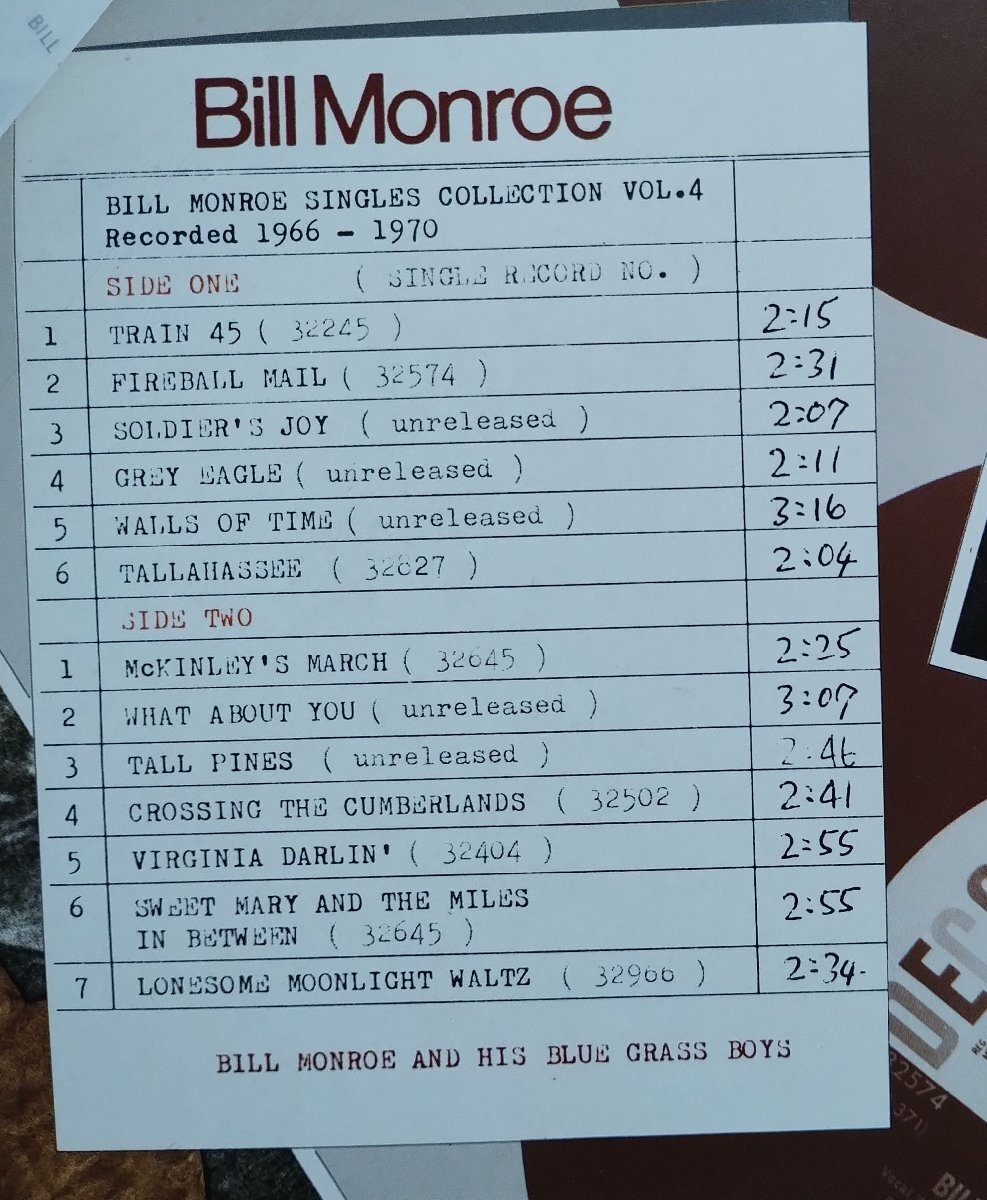 BILL
Bill Monroe
BILL MONROE SINGLES COLLECTION VOL.4
Recorded 1966 - 1970
SIDE ONE ( SINGLE RECORD NO. )
1 TRAIN 45 ( 32245 ) 2:15
2 FIREBALL MAIL ( 32574 ) 2:31
3 SOLDIER'S JOY ( unreleased ) 2:07
4 GREY EAGLE ( unreleased ) 2:11
5 WALLS OF TIME ( unreleased ) 3:16
6 TALLAHASSEE ( 32827 ) 2:04
SIDE TWO
1 McKINLEY'S MARCH ( 32645 ) 2:25
2 WHAT ABOUT YOU ( unreleased ) 3:07
3 TALL PINES ( unreleased )
4 CROSSING THE CUMBERLANDS ( 32502 ) 2:41
5 VIRGINIA DARLIN' ( 32404 ) 2:55
6 SWEET MARY AND THE MILES
IN BETWEEN ( 32645 ) 2:55
7 LONESOME MOONLIGHT WALTZ ( 32966 ) 2:34
BILL MONROE AND HIS BLUE GRASS BOYS
32574